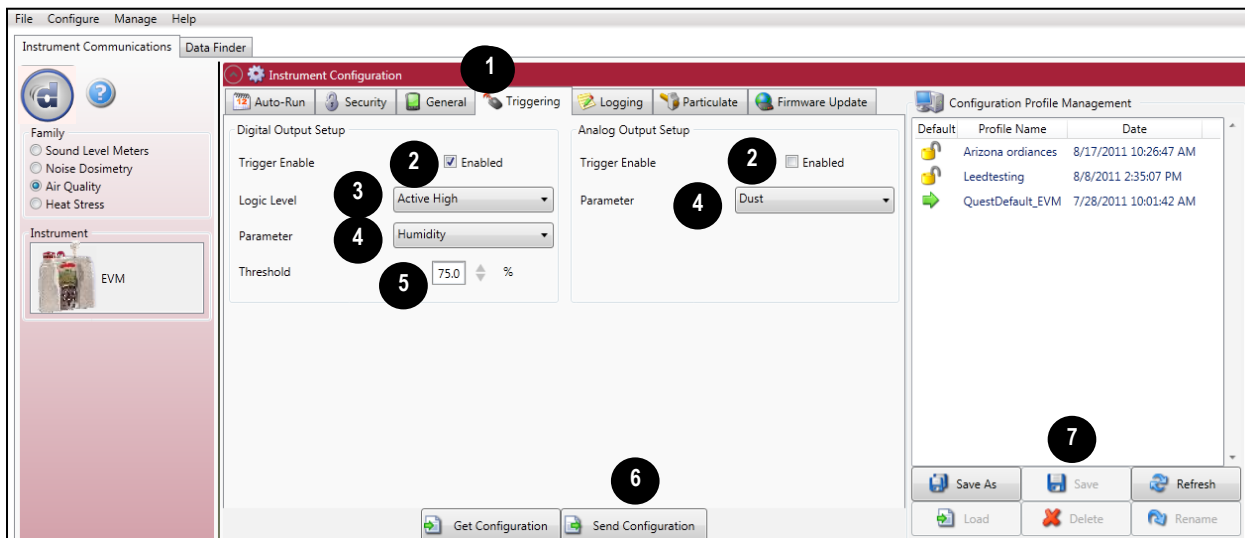 File Configure Manage Help
Instrument Communications Data Finder
1
Instrument Configuration
d
?
Family
Sound Level Meters
Noise Dosimetry
Air Quality
Heat Stress
Instrument
EVM
12 Auto-Run Security General Triggering Logging Particulate Firmware Update
Digital Output Setup
Trigger Enable 2 Enabled
Logic Level 3 Active High
Parameter 4 Humidity
Threshold 5 75.0 %
Analog Output Setup
Trigger Enable 2 Enabled
Parameter 4 Dust
6
Get Configuration Send Configuration
Configuration Profile Management
Default Profile Name Date
Arizona ordiances 8/17/2011 10:26:47 AM
Leedtesting 8/8/2011 2:35:07 PM
QuestDefault_EVM 7/28/2011 10:01:42 AM
7
Save As Save Refresh
Load Delete Rename